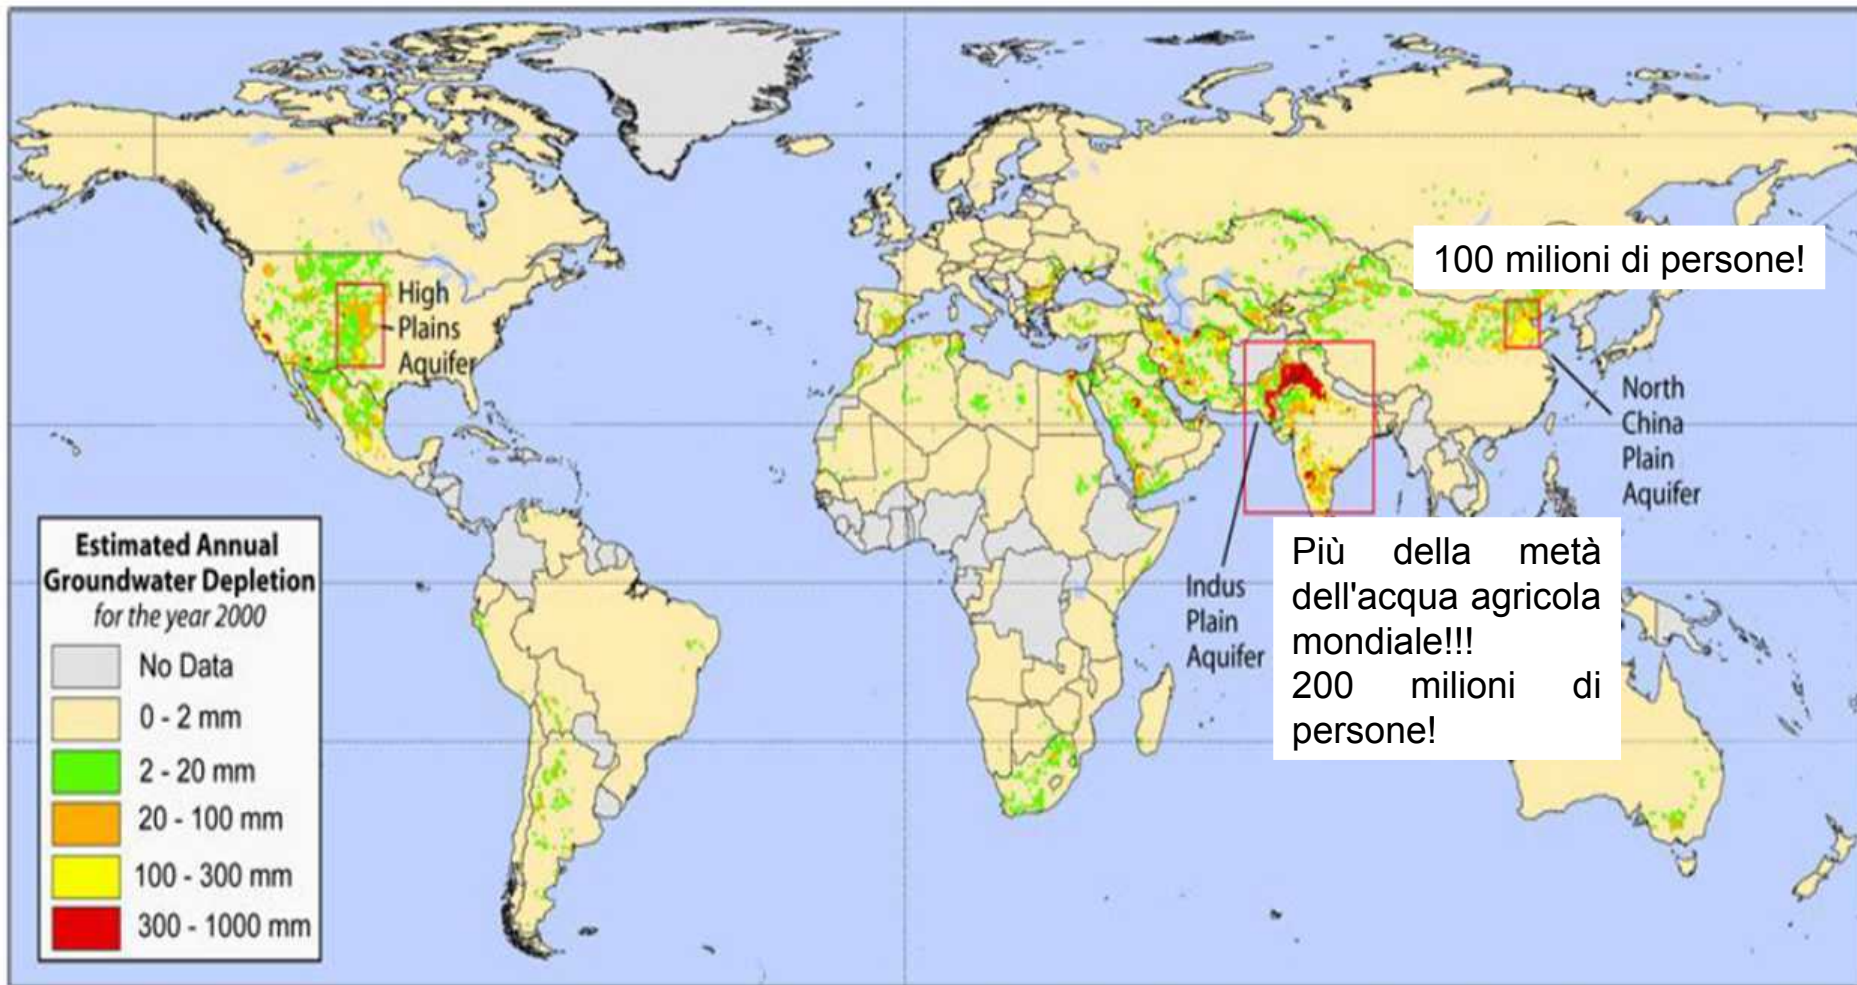 100 milioni di persone!
High
Plains
Aquifer
North
China
Plain
Aquifer
Indus
Plain
Aquifer
Più della metà
dell'acqua agricola
mondiale!!!
200 milioni di
persone!
Estimated Annual
Groundwater Depletion
for the year 2000
No Data
0 - 2 mm
2 - 20 mm
20 - 100 mm
100 - 300 mm
300 - 1000 mm